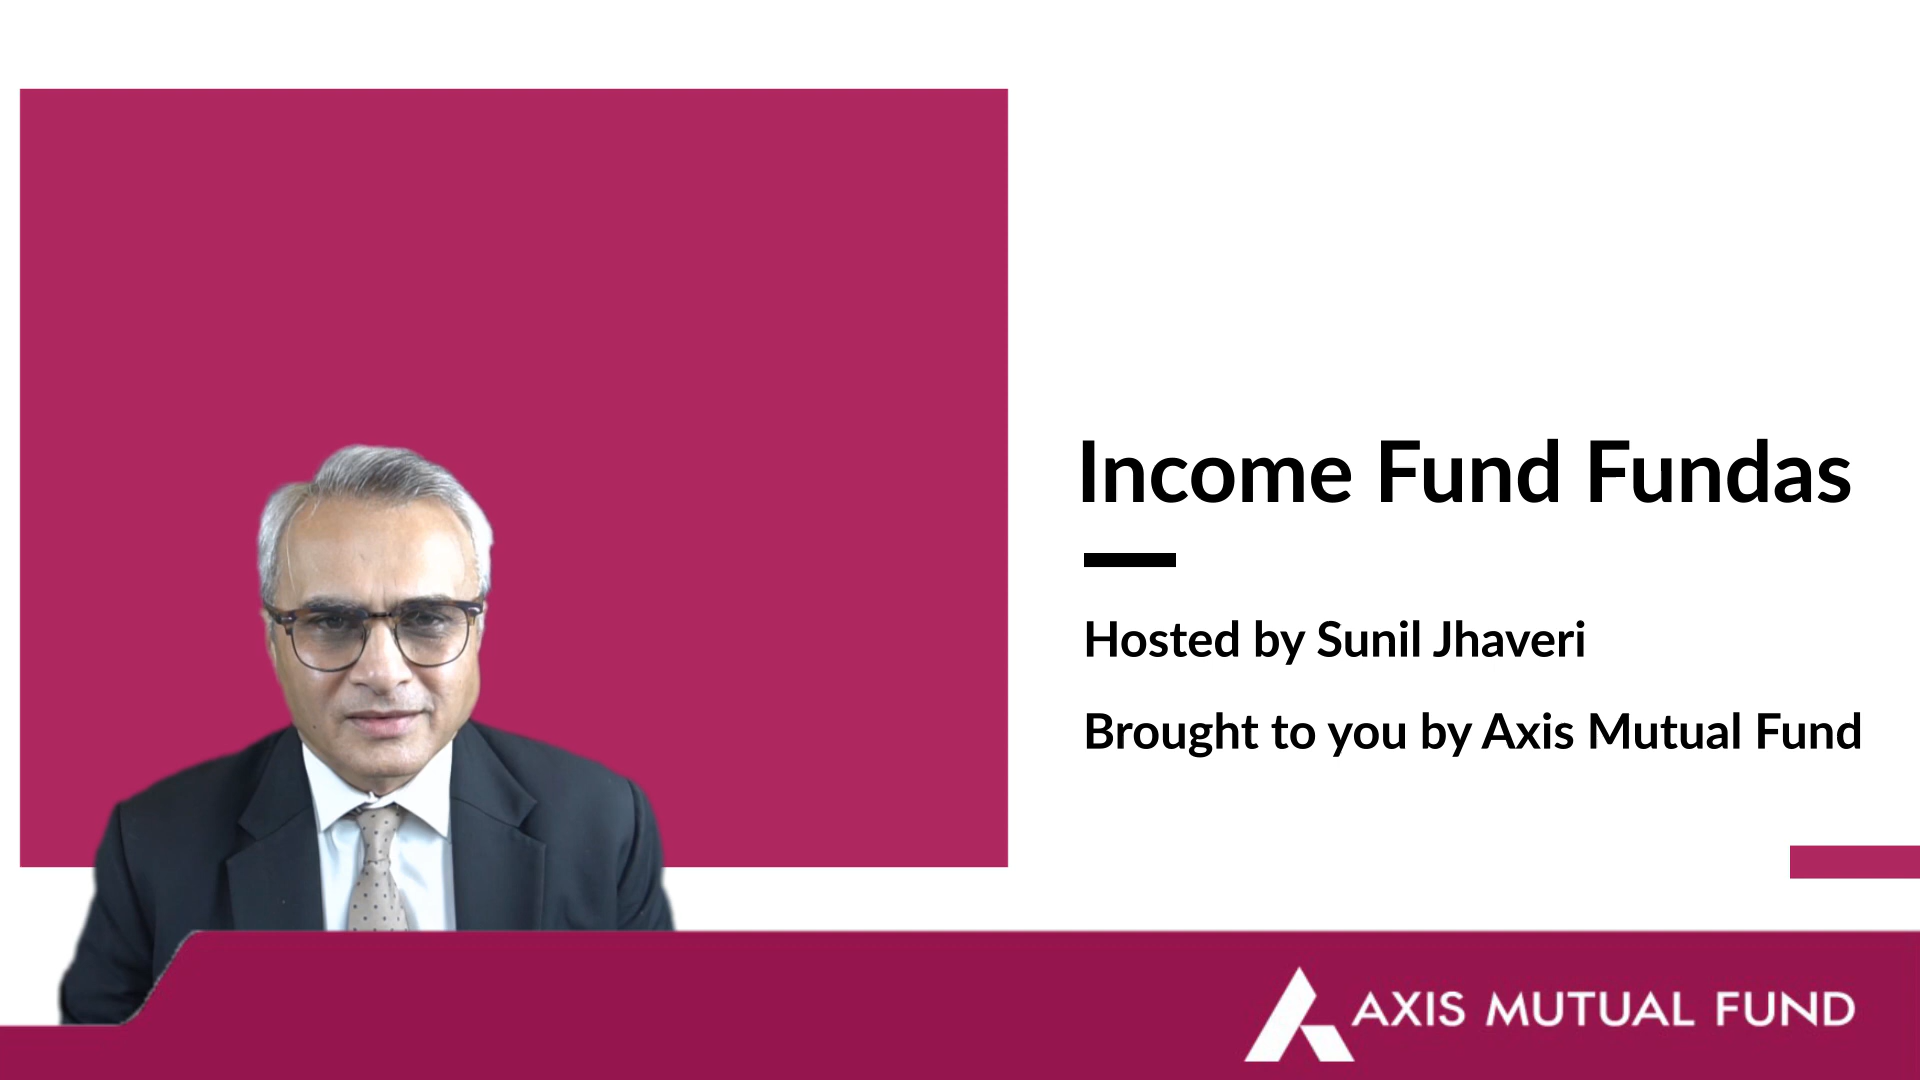 Income Fund Fundas
Hosted by Sunil Jhaveri
Brought to you by Axis Mutual Fund
AXIS MUTUAL FUND